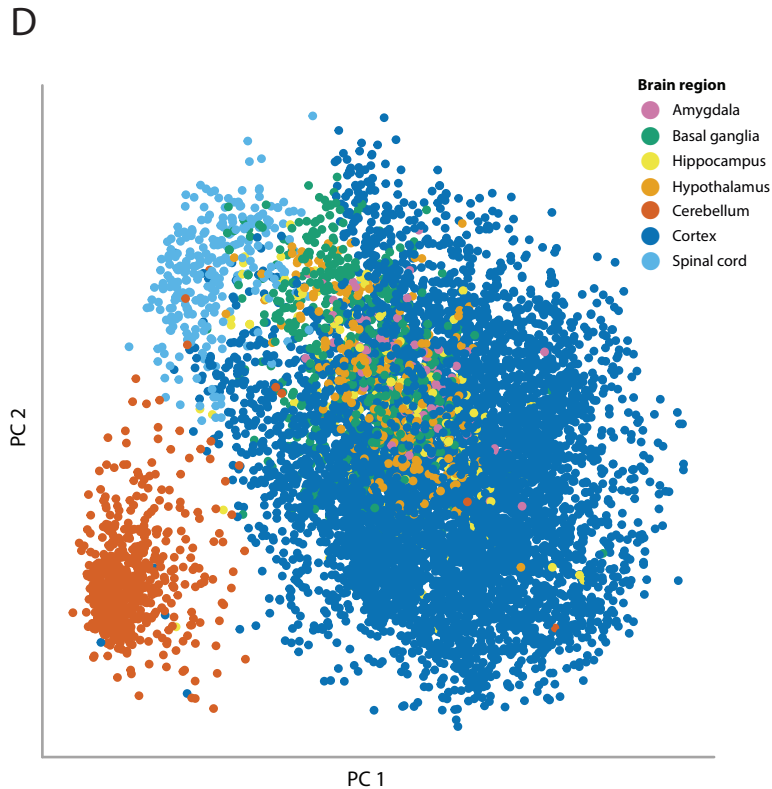 D
Brain region
Amygdala
Basal ganglia
Hippocampus
Hypothalamus
Cerebellum
Cortex
Spinal cord
PC 2
PC 1